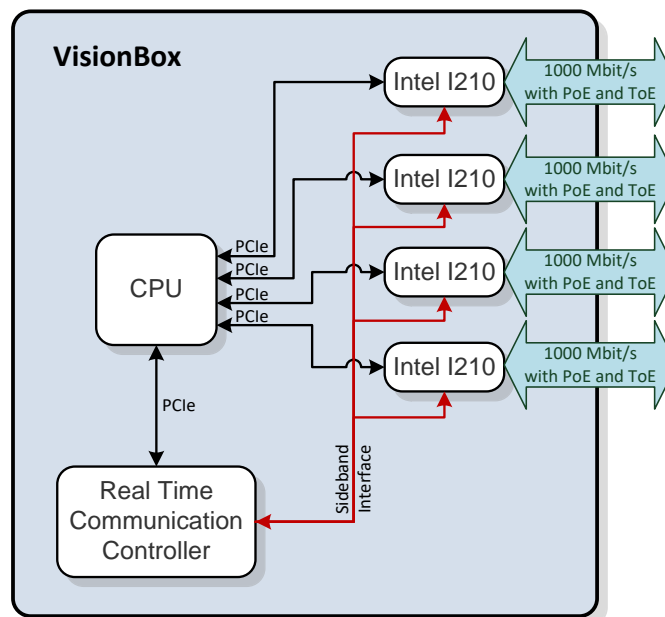 VisionBox
Intel I210
1000 Mbit/s
with PoE and ToE
Intel I210
1000 Mbit/s
with PoE and ToE
Intel I210
1000 Mbit/s
with PoE and ToE
Intel I210
1000 Mbit/s
with PoE and ToE
PCIe
PCIe
PCIe
PCIe
CPU
PCIe
Sideband
Interface
Real Time
Communication
Controller